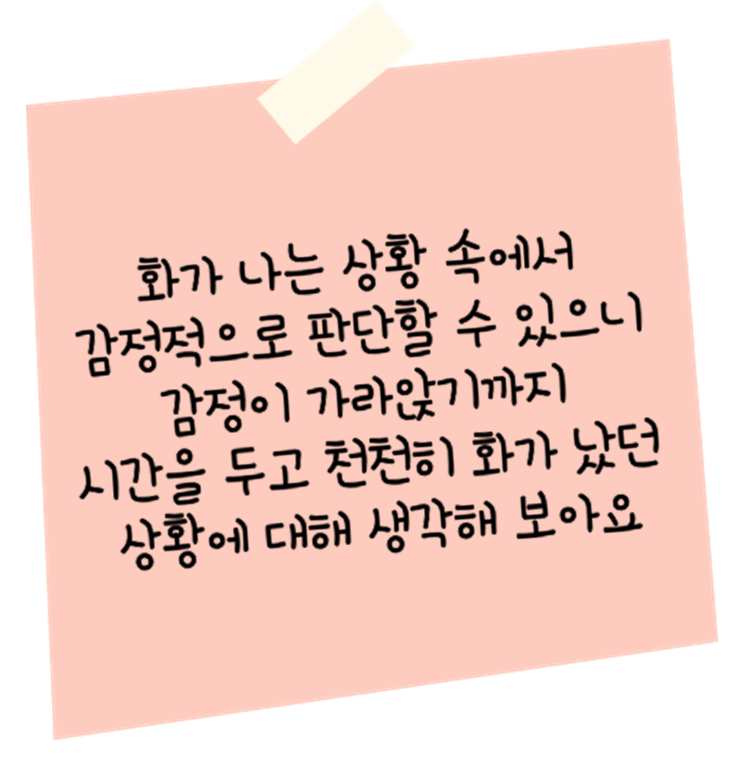 화가 나는 상황 속에서
감정적으로 판단할 수 있으니
감정이 가라앉기까지
시간을 두고 천천히 화가 났던
상황에 대해 생각해 보아요